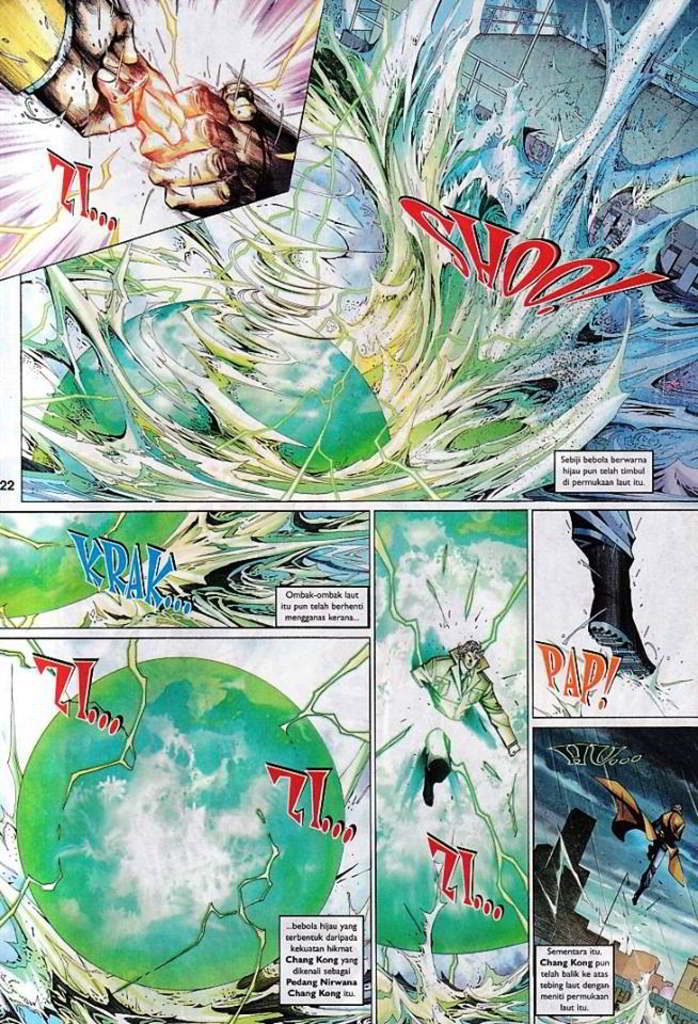 ZI...
SHOO!
Sebiji bebola berwarna
hijau pun telah timbul
di permukaan laut itu.
22
KRAK...
Ombak-ombak laut
itu pun telah berhenti
mengganas kerana...
ZI...
ZI...
...bebola hijau yang
terbentuk daripada
kekuatan hikmat
Chang Kong yang
dikenali sebagai
Pedang Nirwana
Chang Kong itu.
ZI...
PAP!
HU...
Sementara itu,
Chang Kong pun
telah balik ke atas
tebing laut dengan
meniti permukaan
laut itu.